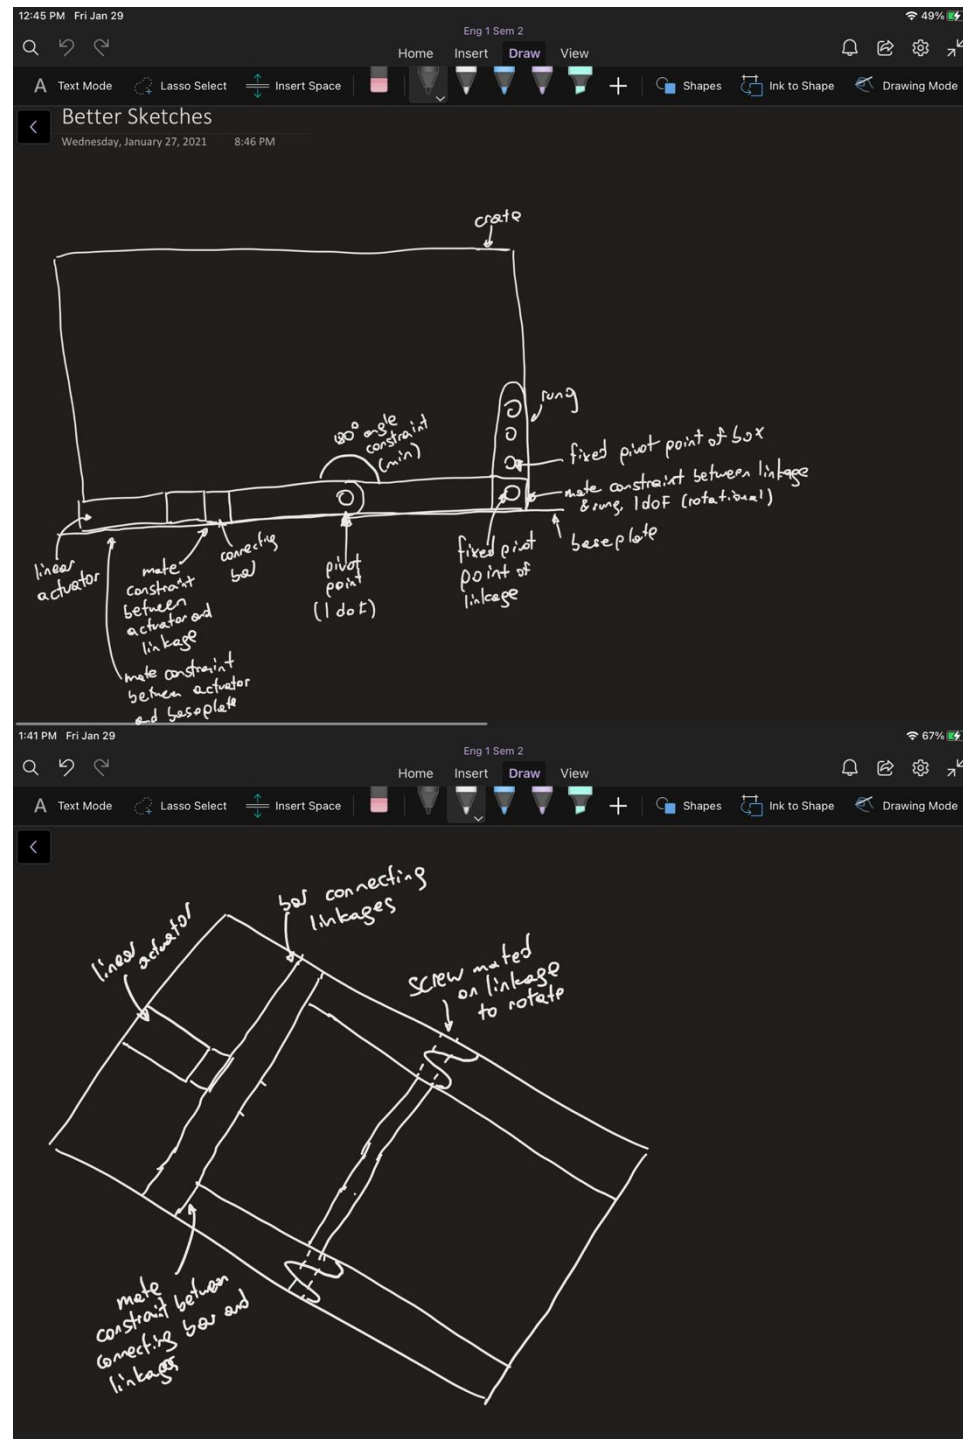 12:45 PM Fri Jan 29
49%
Eng 1 Sem 2
Home Insert Draw View
Text Mode Lasso Select Insert Space Shapes Ink to Shape Drawing Mode
Better Sketches
Wednesday, January 27, 2021 8:46 PM
crate
rung
180° angle
constraint
(min)
fixed pivot point of box
mate constraint between linkage
& rung, 1 doF (rotational)
baseplate
linear
actuator
mate
constraint
between
actuator and
linkage
connecting
bar
pivot
point
(1 dof)
fixed pivot
point of
linkage
mate constraint
between actuator
and baseplate
1:41 PM Fri Jan 29
67%
Eng 1 Sem 2
Home Insert Draw View
Text Mode Lasso Select Insert Space Shapes Ink to Shape Drawing Mode
bar connecting
linkages
linear actuator
screw mated
on linkage
to rotate
mate
constraint between
connecting bar and
linkages